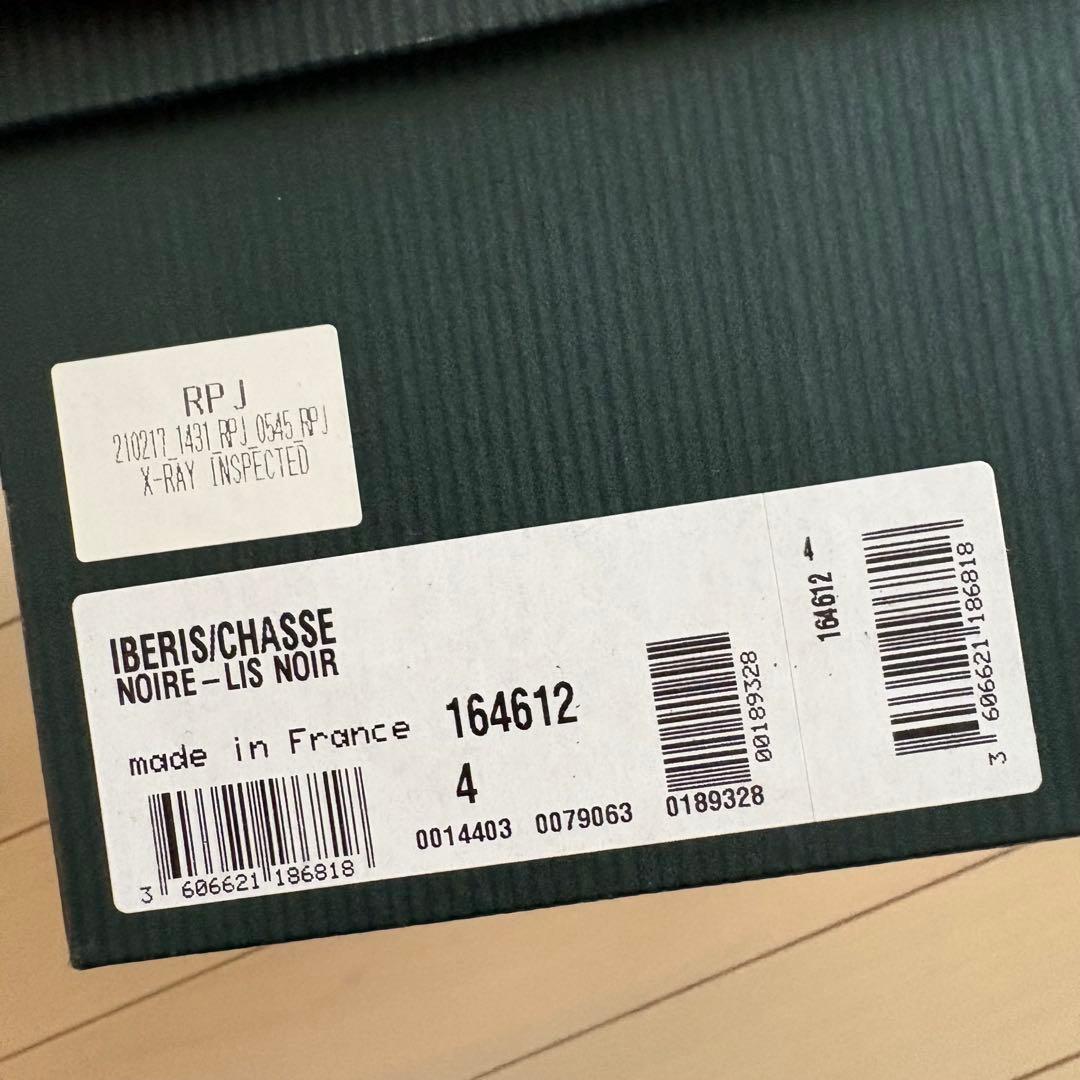 RPJ
210217_1431_RPJ_0545_RPJ
X-RAY INSPECTED
IBERIS/CHASSE
NOIRE-LIS NOIR
made in France
164612
4
0014403 0079063 0189328
3 606621 186818
00189328
164612 4
3 606621 186818